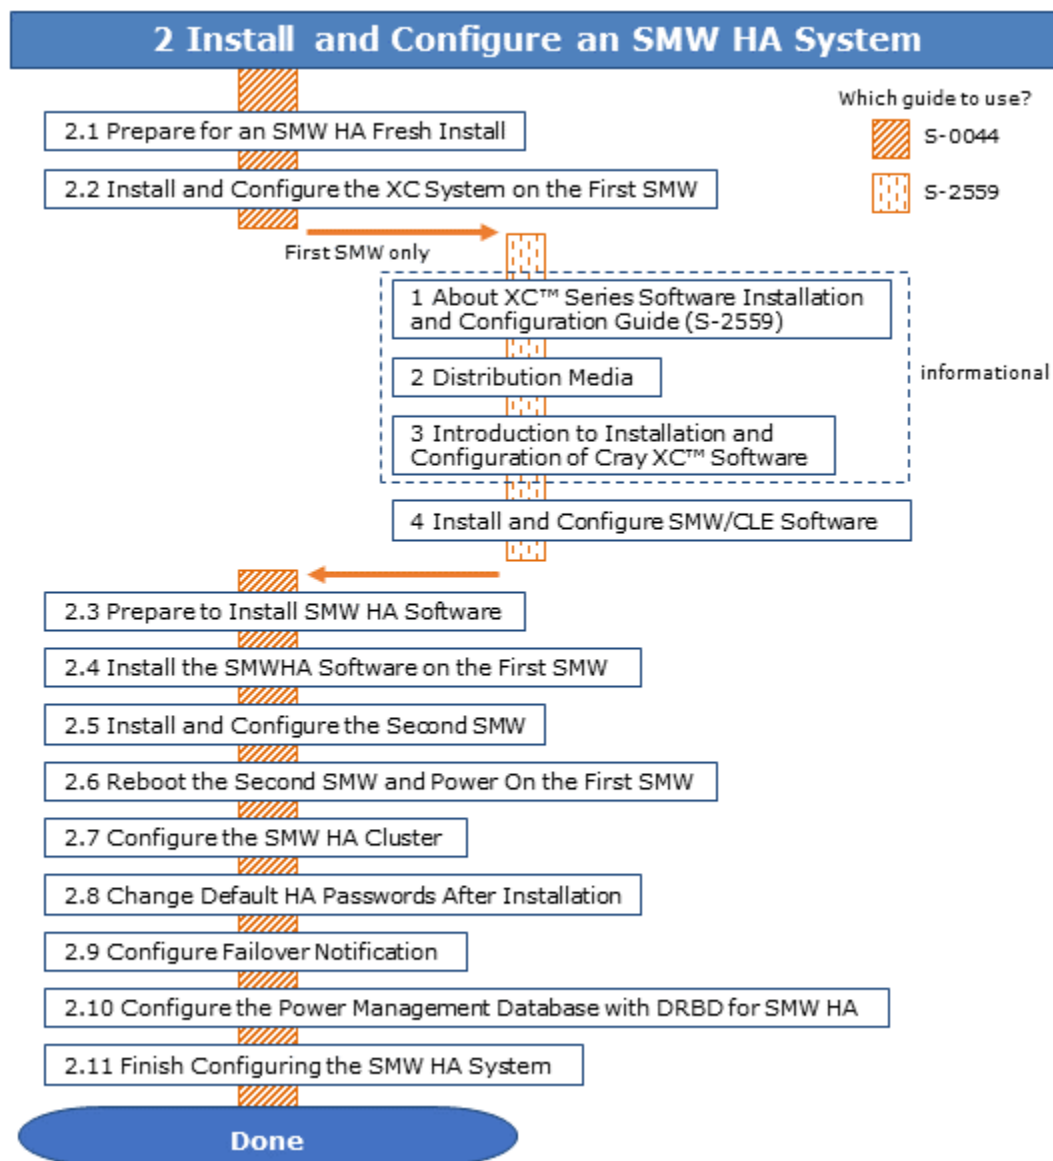 2 Install and Configure an SMW HA System
Which guide to use?
S-0044
S-2559
2.1 Prepare for an SMW HA Fresh Install
2.2 Install and Configure the XC System on the First SMW
First SMW only
1 About XC™ Series Software Installation
and Configuration Guide (S-2559)
2 Distribution Media
informational
3 Introduction to Installation and
Configuration of Cray XC™ Software
4 Install and Configure SMW/CLE Software
2.3 Prepare to Install SMW HA Software
2.4 Install the SMWHA Software on the First SMW
2.5 Install and Configure the Second SMW
2.6 Reboot the Second SMW and Power On the First SMW
2.7 Configure the SMW HA Cluster
2.8 Change Default HA Passwords After Installation
2.9 Configure Failover Notification
2.10 Configure the Power Management Database with DRBD for SMW HA
2.11 Finish Configuring the SMW HA System
Done